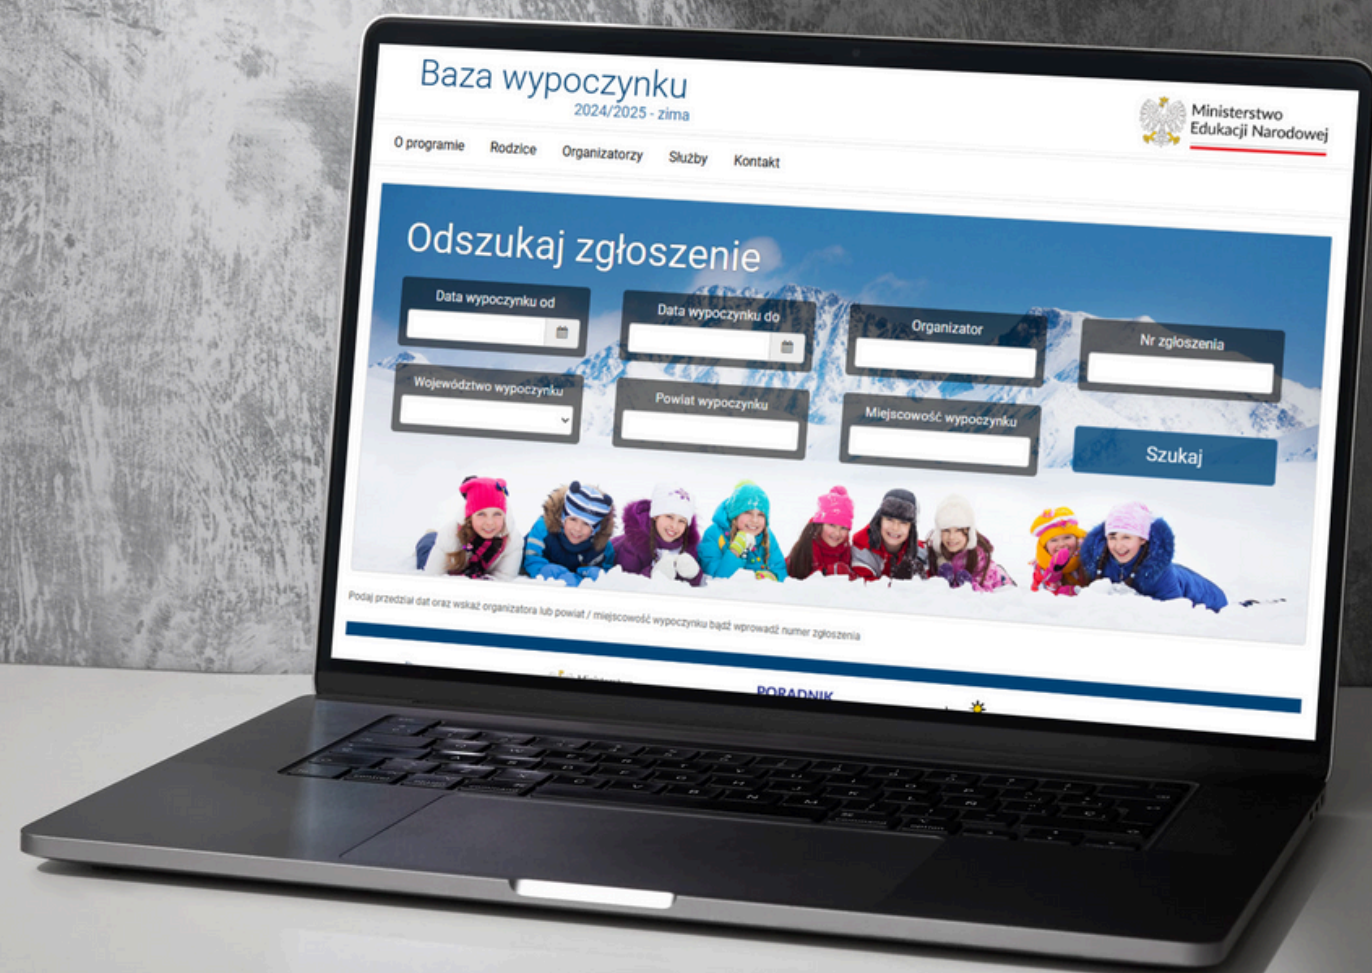 Baza wypoczynku
2024/2025 - zima
Ministerstwo
Edukacji Narodowej
O programie Rodzice Organizatorzy Służby Kontakt
Odszukaj zgłoszenie
Data wypoczynku od
Data wypoczynku do
Organizator
Nr zgłoszenia
Województwo wypoczynku
Powiat wypoczynku
Miejscowość wypoczynku
Szukaj
Podaj przedział dat oraz wskaż organizatora lub powiat / miejscowość wypoczynku bądź wprowadź numer zgłoszenia
PORADNIK